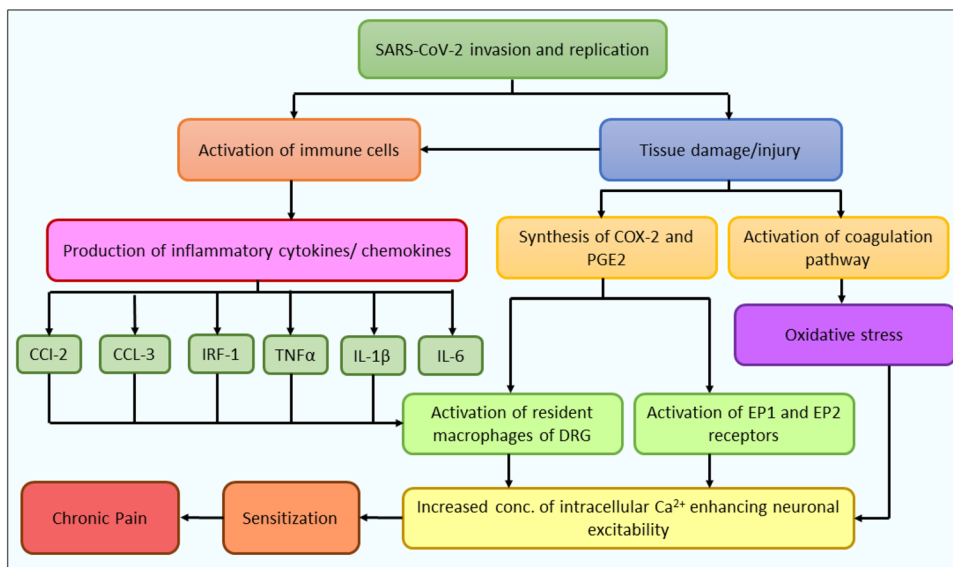 SARS-CoV-2 invasion and replication
Activation of immune cells
Tissue damage/injury
Production of inflammatory cytokines/ chemokines
Synthesis of COX-2 and
PGE2
Activation of coagulation
pathway
CCl-2
CCL-3
IRF-1
TNFα
IL-1β
IL-6
Oxidative stress
Activation of resident
macrophages of DRG
Activation of EP1 and EP2
receptors
Chronic Pain
Sensitization
Increased conc. of intracellular Ca²⁺ enhancing neuronal
excitability